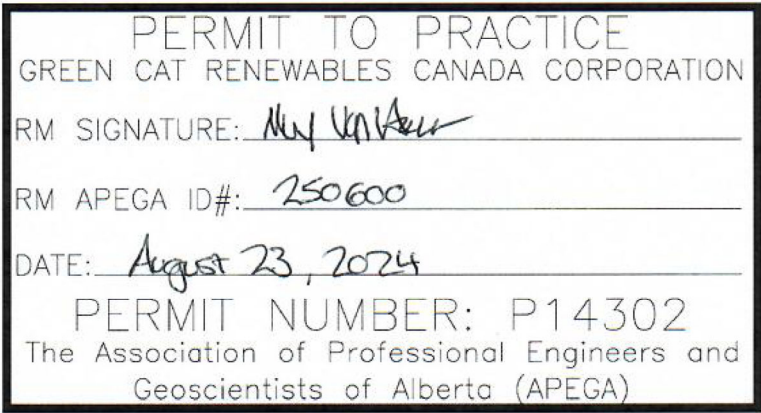 PERMIT TO PRACTICE
GREEN CAT RENEWABLES CANADA CORPORATION
RM SIGNATURE:
RM APEGA ID#: 250600
DATE: August 23, 2024
PERMIT NUMBER: P14302
The Association of Professional Engineers and
Geoscientists of Alberta (APEGA)